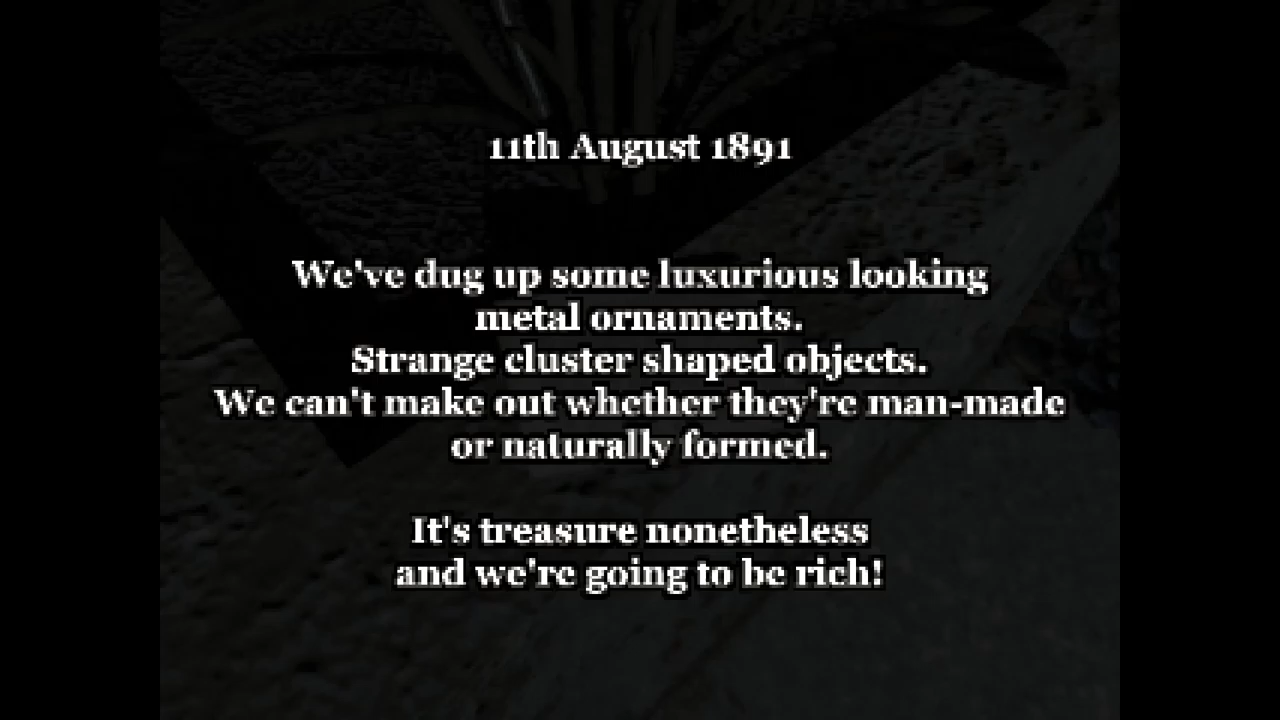 11th August 1891
We've dug up some luxurious looking
metal ornaments.
Strange cluster shaped objects.
We can't make out whether they're man-made
or naturally formed.
It's treasure nonetheless
and we're going to be rich!